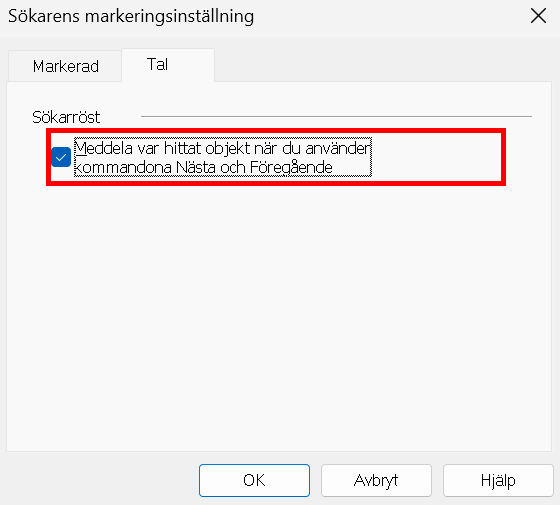 Sökarens markeringsinställning
Markerad
Tal
Sökarröst
Meddela var hittat objekt när du använder
kommandona Nästa och Föregående
OK
Avbryt
Hjälp